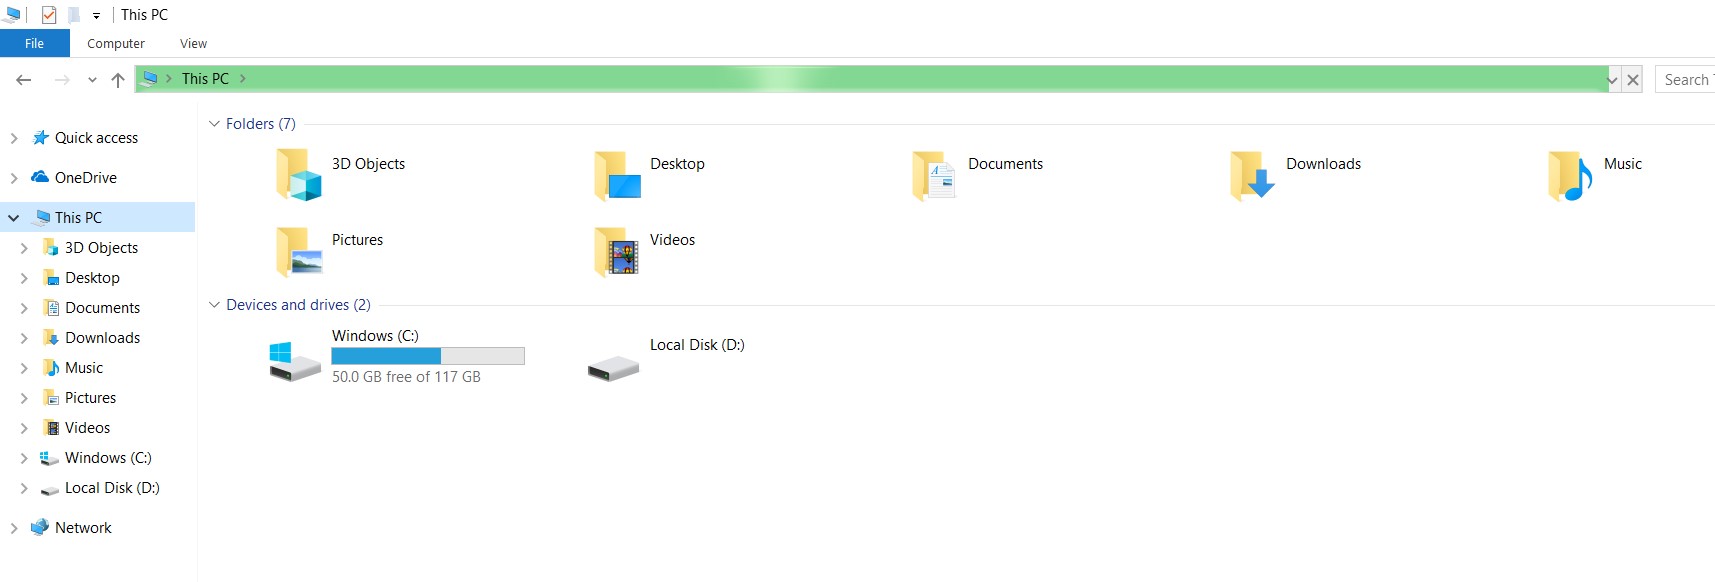 This PC
File Computer View
This PC
Search
Quick access
OneDrive
This PC
3D Objects
Desktop
Documents
Downloads
Music
Pictures
Videos
Windows (C:)
Local Disk (D:)
Network
Folders (7)
3D Objects Desktop Documents Downloads Music
Pictures Videos
Devices and drives (2)
Windows (C:)
50.0 GB free of 117 GB
Local Disk (D:)